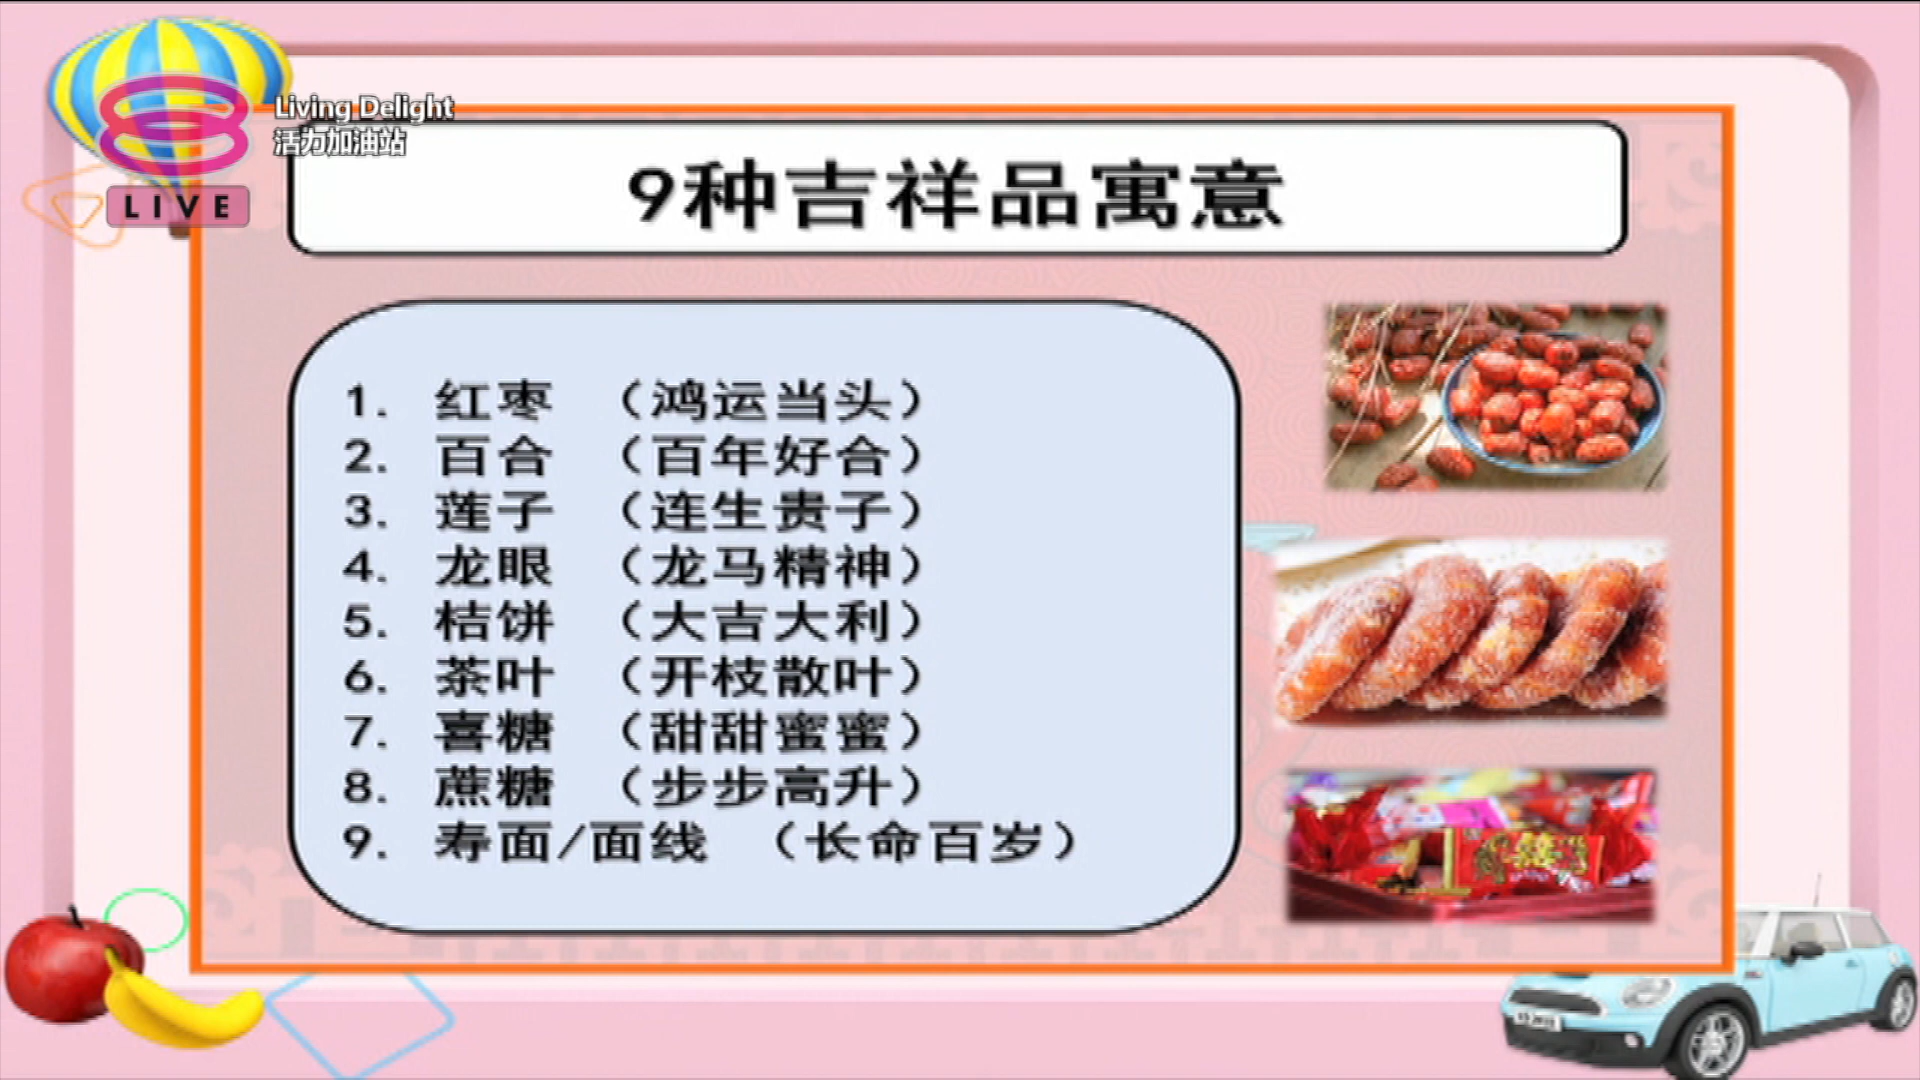 Living Delight
活力加油站
LIVE
9种吉祥品寓意
1. 红枣 （鸿运当头）
2. 百合 （百年好合）
3. 莲子 （连生贵子）
4. 龙眼 （龙马精神）
5. 桔饼 （大吉大利）
6. 茶叶 （开枝散叶）
7. 喜糖 （甜甜蜜蜜）
8. 蔗糖 （步步高升）
9. 寿面/面线 （长命百岁）
囍